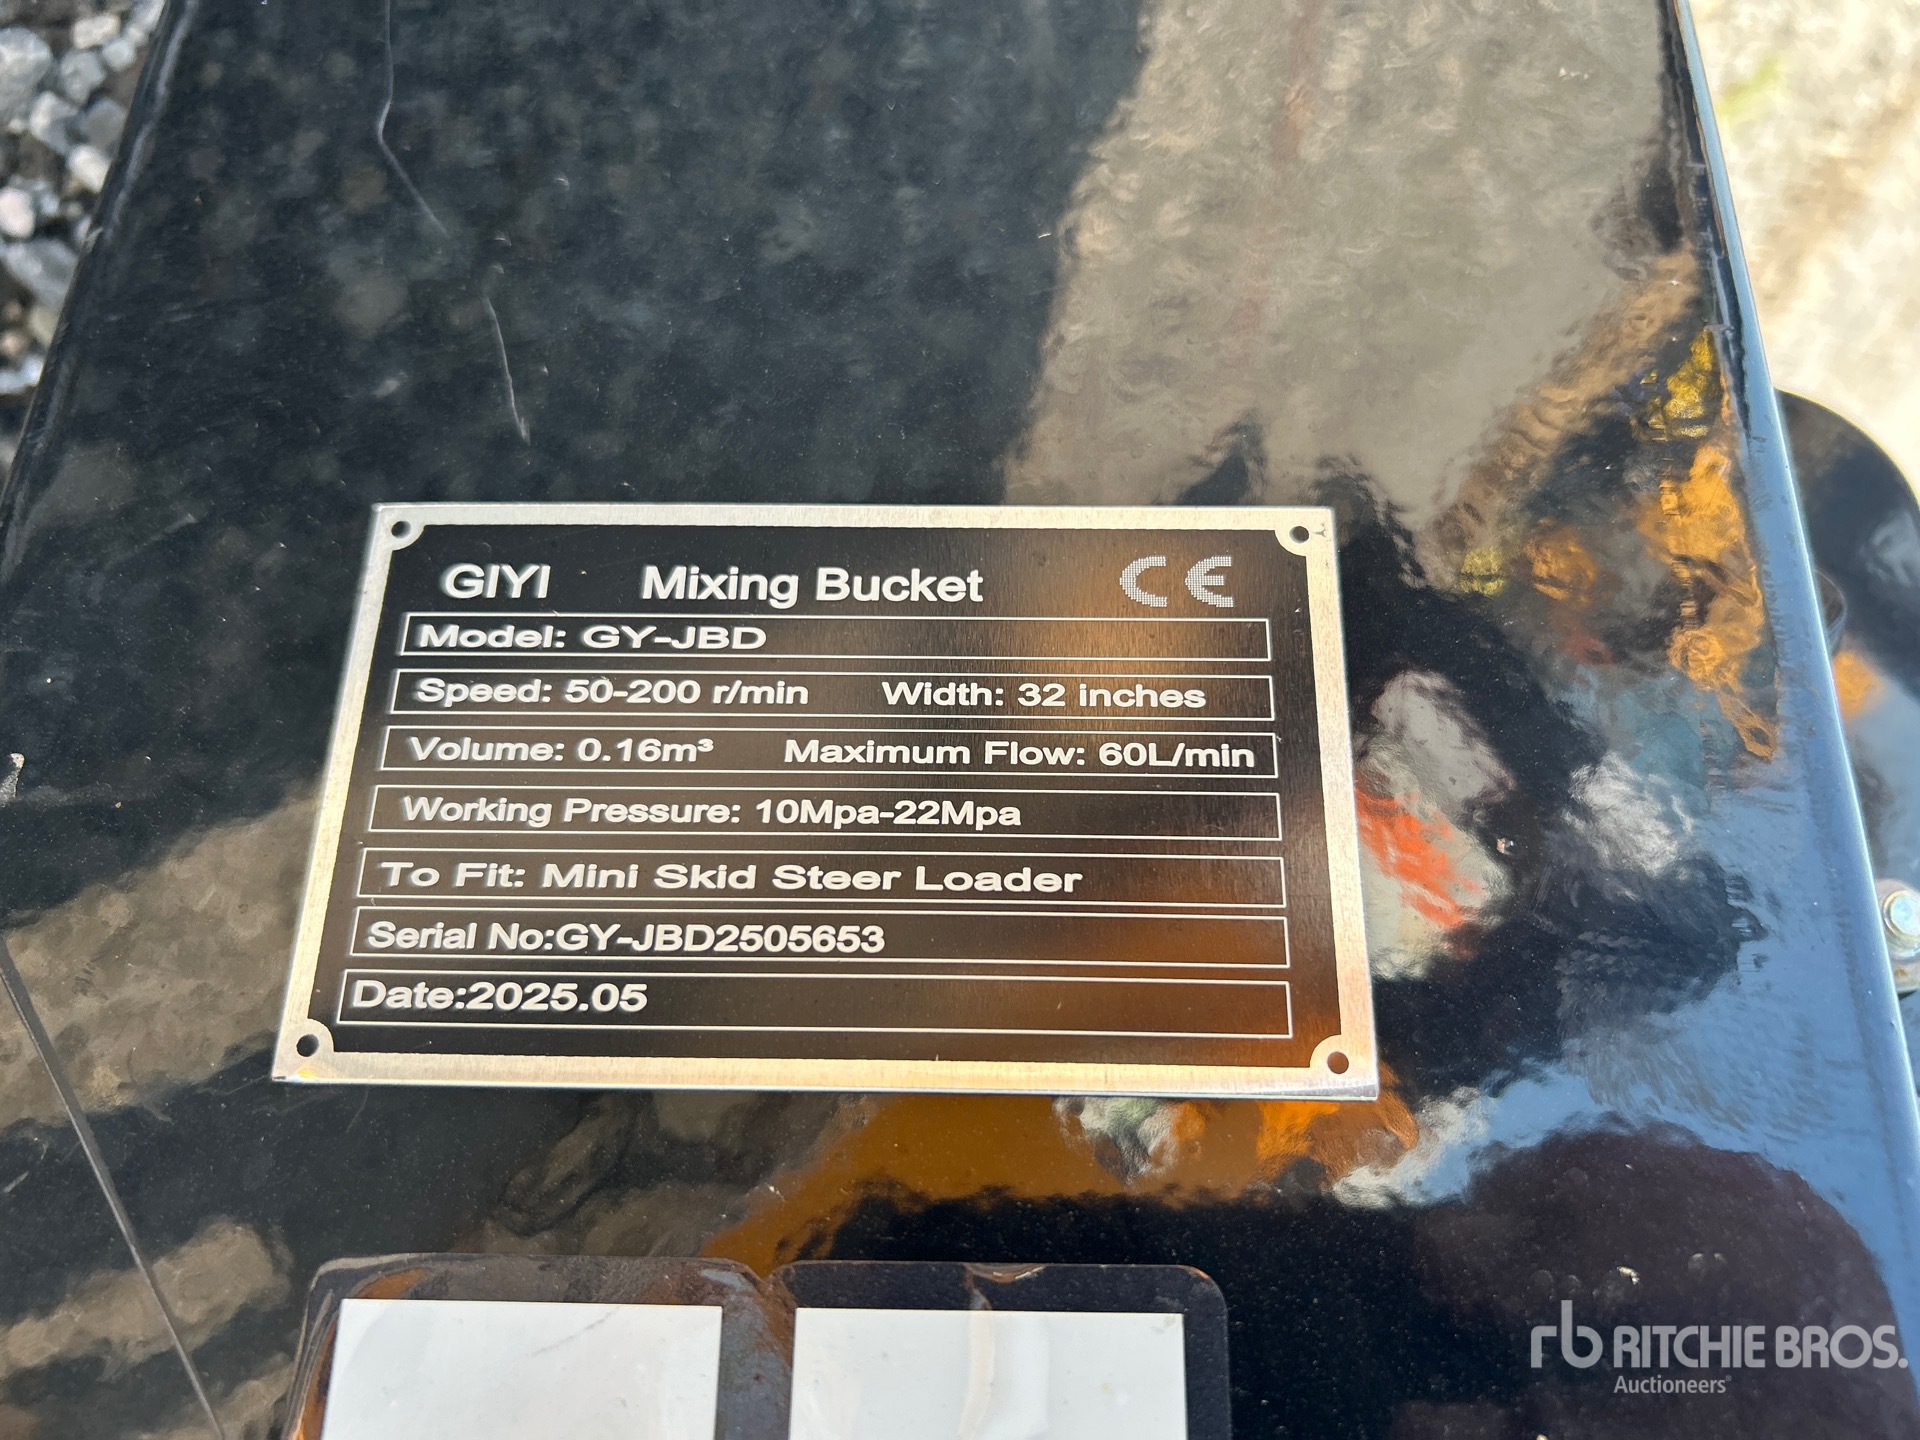 GIYI Mixing Bucket CE
Model: GY-JBD
Speed: 50-200 r/min Width: 32 inches
Volume: 0.16m³ Maximum Flow: 60L/min
Working Pressure: 10Mpa-22Mpa
To Fit: Mini Skid Steer Loader
Serial No:GY-JBD2505653
Date:2025.05
rb RITCHIE BROS.
Auctioneers